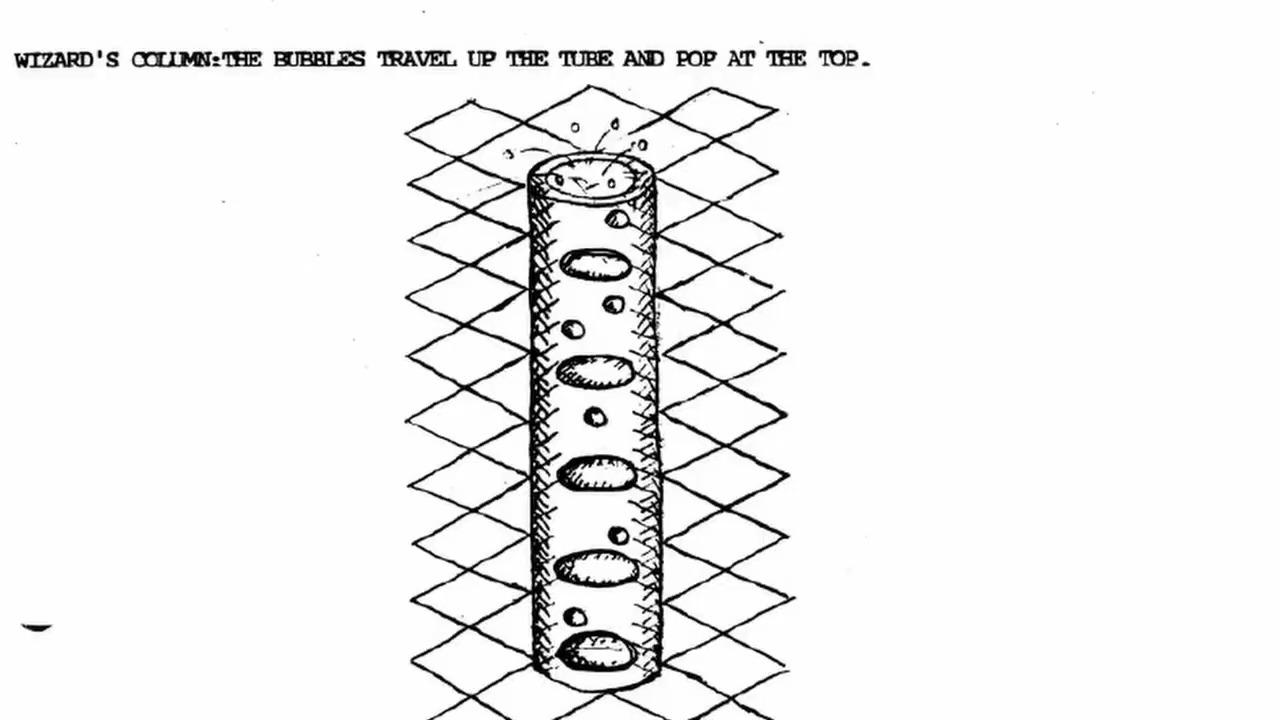 WIZARD'S COLUMN:THE BUBBLES TRAVEL UP THE TUBE AND POP AT THE TOP.